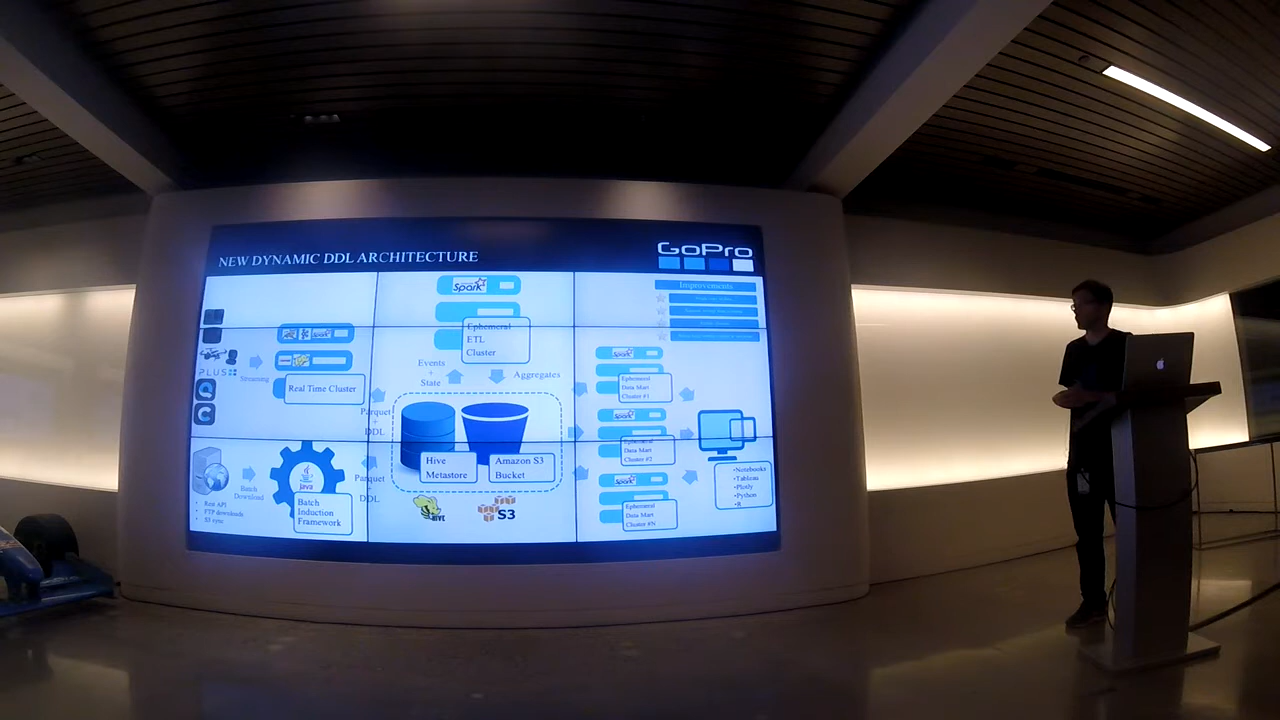 NEW DYNAMIC DDL ARCHITECTURE
GoPro
Spark
Improvements
Ephemeral
ETL
Cluster
PLUS
Streaming
Spark
Real Time Cluster
Events
+
State
Aggregates
Parquet
+
DDL
Spark
Ephemeral
Data Mart
Cluster #1
Spark
Ephemeral
Data Mart
Cluster #2
Spark
Ephemeral
Data Mart
Cluster #N
Hive
Metastore
Amazon S3
Bucket
Batch
Download
Java
Batch
Induction
Framework
Parquet
+
DDL
• Rest API
• FTP downloads
• S3 sync
HIVE
S3
•Notebooks
•Tableau
•Plotly
•Python
•R